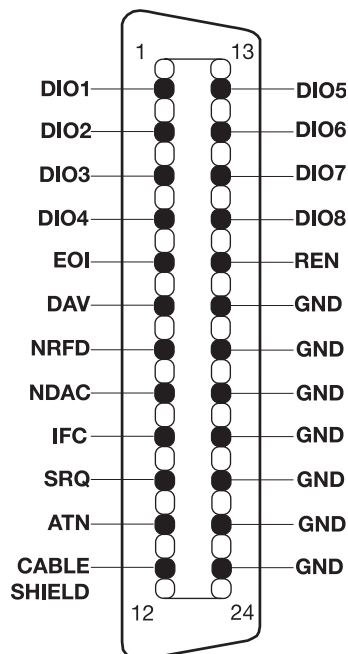 1 13
DIO1 DIO5
DIO2 DIO6
DIO3 DIO7
DIO4 DIO8
EOI REN
DAV GND
NRFD GND
NDAC GND
IFC GND
SRQ GND
ATN GND
CABLE GND
SHIELD
12 24